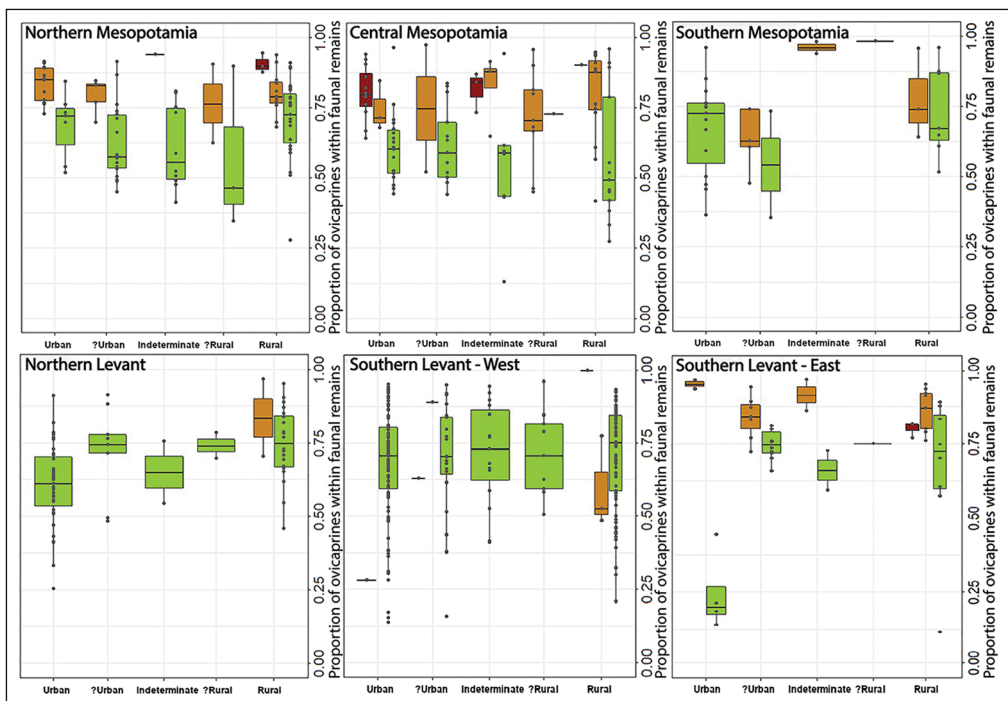 Northern Mesopotamia
1.00
0.75
0.50
0.25
0.00
Proportion of ovicaprines within faunal remains
Urban ?Urban Indeterminate ?Rural Rural
Central Mesopotamia
1.00
0.75
0.50
0.25
0.00
Proportion of ovicaprines within faunal remains
Urban ?Urban Indeterminate ?Rural Rural
Southern Mesopotamia
1.00
0.75
0.50
0.25
0.00
Proportion of ovicaprines within faunal remains
Urban ?Urban Indeterminate ?Rural Rural
Northern Levant
1.00
0.75
0.50
0.25
0.00
Proportion of ovicaprines within faunal remains
Urban ?Urban Indeterminate ?Rural Rural
Southern Levant - West
1.00
0.75
0.50
0.25
0.00
Proportion of ovicaprines within faunal remains
Urban ?Urban Indeterminate ?Rural Rural
Southern Levant - East
1.00
0.75
0.50
0.25
0.00
Proportion of ovicaprines within faunal remains
Urban ?Urban Indeterminate ?Rural Rural